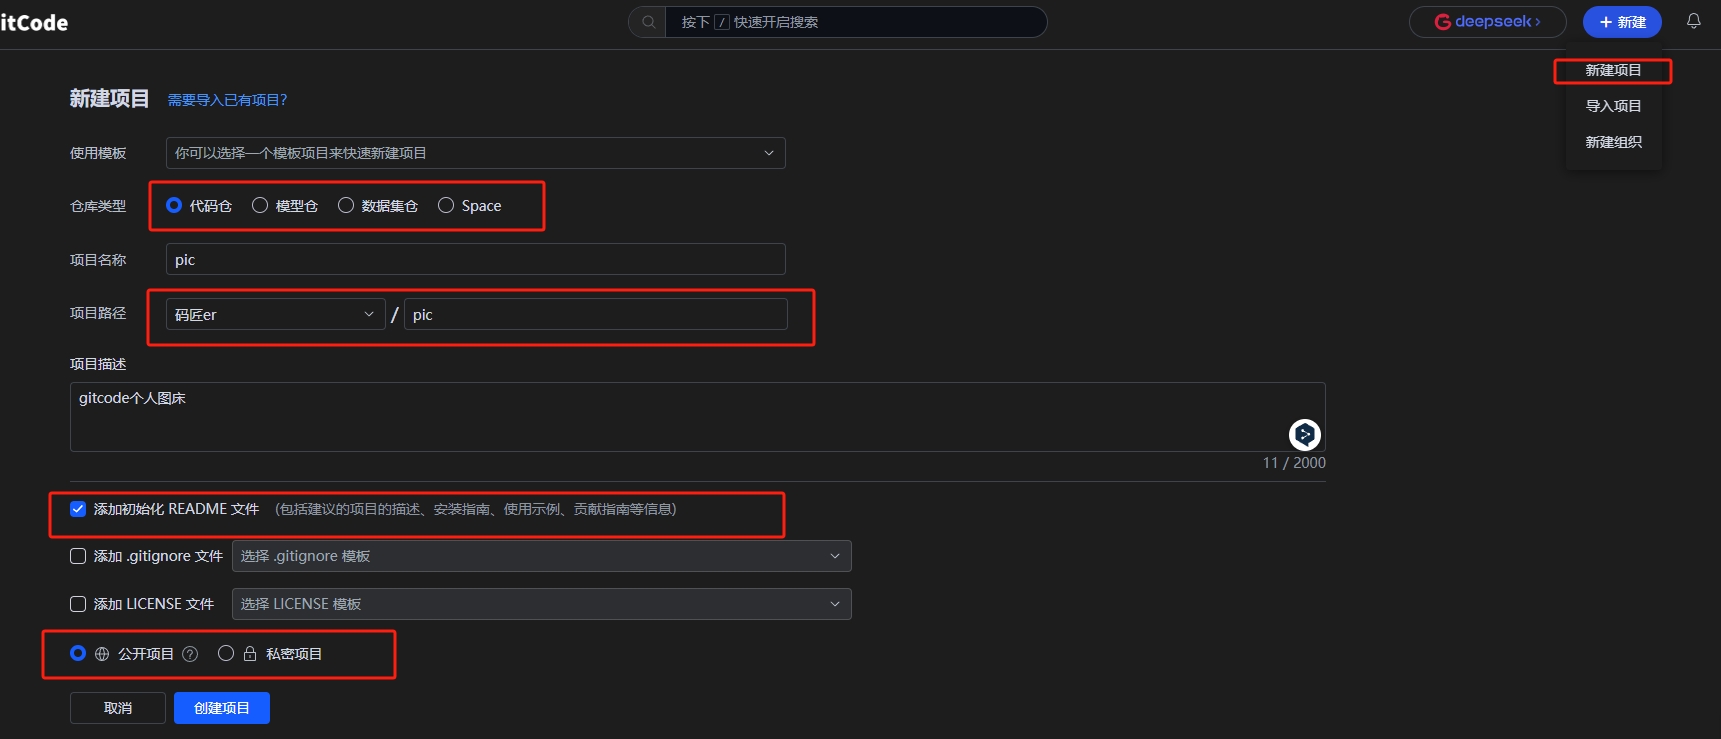 itCode
按下 / 快速开启搜索
deepseek ›
+ 新建
新建项目
导入项目
新建组织
新建项目 需要导入已有项目?
使用模板 你可以选择一个模板项目来快速新建项目
仓库类型 代码仓 模型仓 数据集仓 Space
项目名称 pic
项目路径 码匠er / pic
项目描述
gitcode个人图床
11 / 2000
添加初始化 README 文件 (包括建议的项目的描述、安装指南、使用示例、贡献指南等信息)
添加 .gitignore 文件 选择 .gitignore 模板
添加 LICENSE 文件 选择 LICENSE 模板
公开项目 ? 私密项目
取消 创建项目